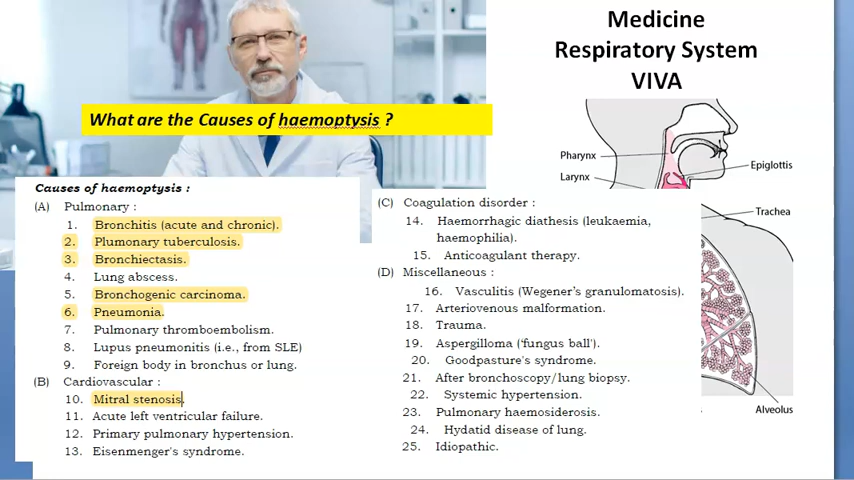 Medicine
Respiratory System
VIVA
What are the Causes of haemoptysis ?
Causes of haemoptysis :
(A) Pulmonary :
1. Bronchitis (acute and chronic).
2. Plumonary tuberculosis.
3. Bronchiectasis.
4. Lung abscess.
5. Bronchogenic carcinoma.
6. Pneumonia.
7. Pulmonary thromboembolism.
8. Lupus pneumonitis (i.e., from SLE)
9. Foreign body in bronchus or lung.
(B) Cardiovascular :
10. Mitral stenosis.
11. Acute left ventricular failure.
12. Primary pulmonary hypertension.
13. Eisenmenger's syndrome.
(C) Coagulation disorder :
14. Haemorrhagic diathesis (leukaemia,
haemophilia).
15. Anticoagulant therapy.
(D) Miscellaneous :
16. Vasculitis (Wegener's granulomatosis).
17. Arteriovenous malformation.
18. Trauma.
19. Aspergilloma ('fungus ball').
20. Goodpasture's syndrome.
21. After bronchoscopy/lung biopsy.
22. Systemic hypertension.
23. Pulmonary haemosiderosis.
24. Hydatid disease of lung.
25. Idiopathic.
Pharynx
Epiglottis
Larynx
Trachea
Alveolus